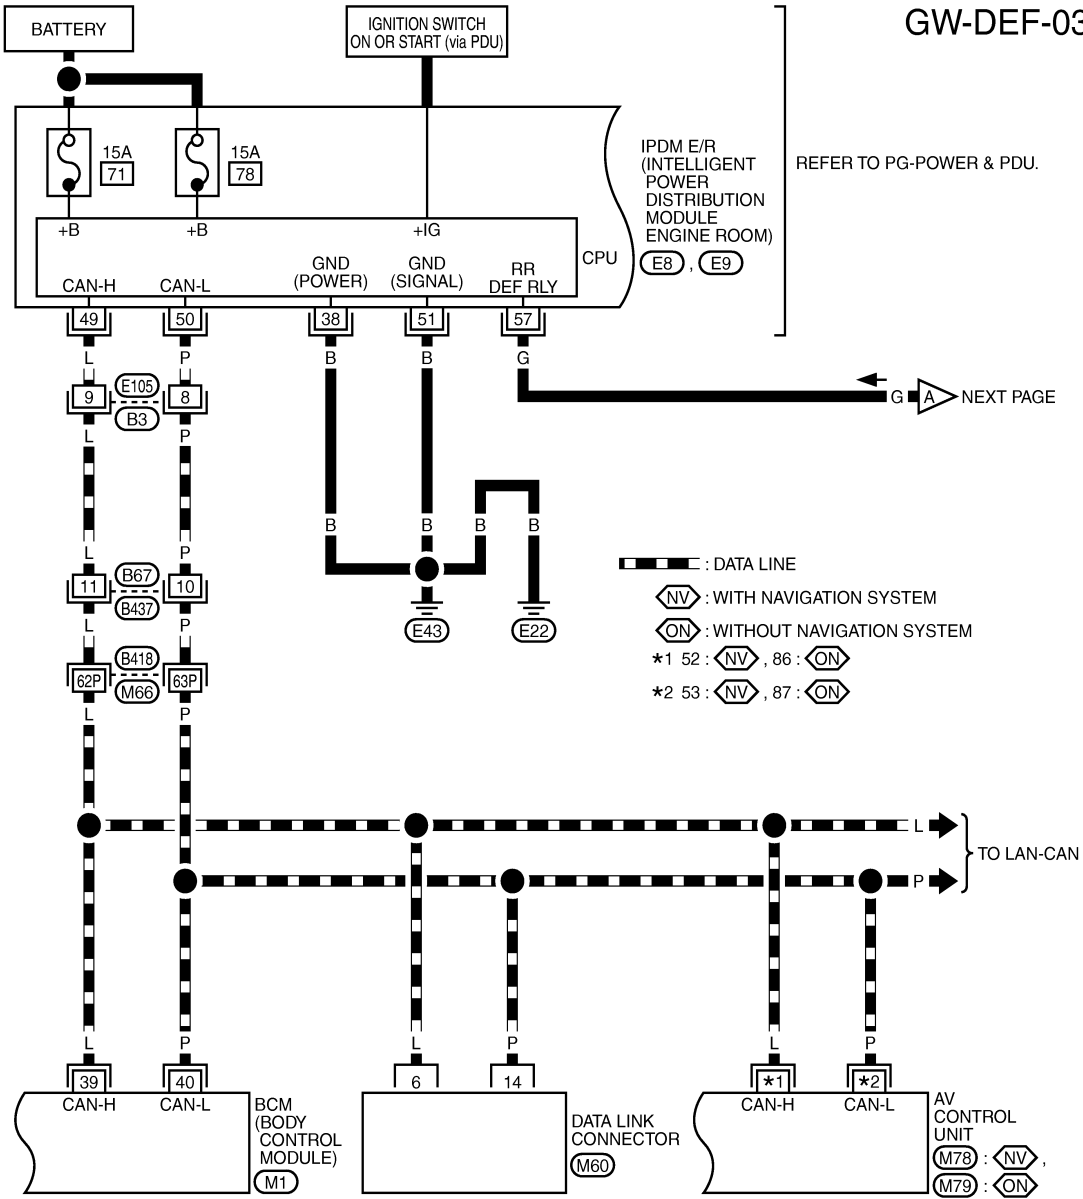 GW-DEF-03
BATTERY
IGNITION SWITCH
ON OR START (via PDU)
15A
71
15A
78
IPDM E/R
(INTELLIGENT
POWER
DISTRIBUTION
MODULE
ENGINE ROOM)
E8 , E9
REFER TO PG-POWER & PDU.
+B
+B
+IG
CPU
CAN-H
CAN-L
GND
(POWER)
GND
(SIGNAL)
RR
DEF RLY
49
50
38
51
57
L
P
B
B
G
9
E105
8
B3
G
A
NEXT PAGE
L
P
B
B
B
B
L
P
11
B67
10
B437
: DATA LINE
NV : WITH NAVIGATION SYSTEM
ON : WITHOUT NAVIGATION SYSTEM
*1 52 : NV , 86 : ON
*2 53 : NV , 87 : ON
E43
E22
L
P
62P
B418
63P
M66
L
P
L
P
TO LAN-CAN
L
P
L
P
L
P
39
40
6
14
*1
*2
CAN-H
CAN-L
BCM
(BODY
CONTROL
MODULE)
M1
DATA LINK
CONNECTOR
M60
CAN-H
CAN-L
AV
CONTROL
UNIT
M78 : NV ,
M79 : ON